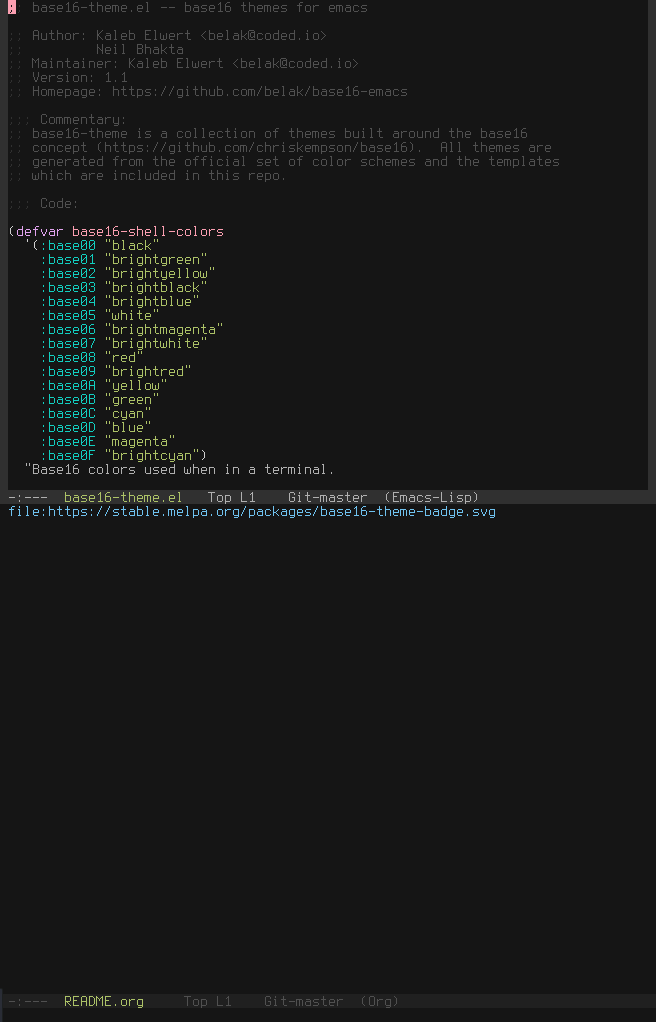 ;; base16-theme.el -- base16 themes for emacs
;; Author: Kaleb Elwert <belak@coded.io>
;;         Neil Bhakta
;; Maintainer: Kaleb Elwert <belak@coded.io>
;; Version: 1.1
;; Homepage: https://github.com/belak/base16-emacs
;;; Commentary:
;; base16-theme is a collection of themes built around the base16
;; concept (https://github.com/chriskempson/base16).  All themes are
;; generated from the official set of color schemes and the templates
;; which are included in this repo.
;;; Code:
(defvar base16-shell-colors
  '(:base00 "black"
    :base01 "brightgreen"
    :base02 "brightyellow"
    :base03 "brightblack"
    :base04 "brightblue"
    :base05 "white"
    :base06 "brightmagenta"
    :base07 "brightwhite"
    :base08 "red"
    :base09 "brightred"
    :base0A "yellow"
    :base0B "green"
    :base0C "cyan"
    :base0D "blue"
    :base0E "magenta"
    :base0F "brightcyan")
  "Base16 colors used when in a terminal.
-:---  base16-theme.el   Top L1    Git-master  (Emacs-Lisp)
file:https://stable.melpa.org/packages/base16-theme-badge.svg
-:---  README.org     Top L1    Git-master  (Org)